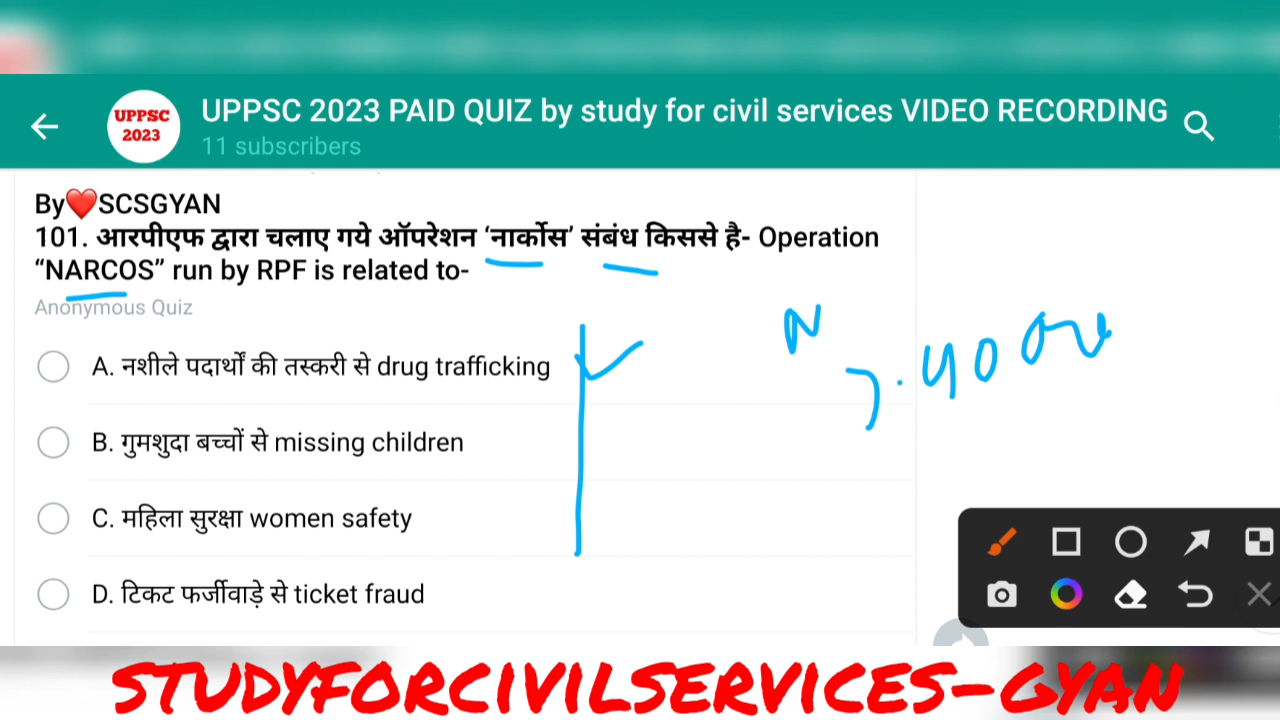 UPPSC
2023
UPPSC 2023 PAID QUIZ by study for civil services VIDEO RECORDING
11 subscribers
By❤️SCSGYAN
101. आरपीएफ द्वारा चलाए गये ऑपरेशन ‘नार्कोस’ संबंध किससे है- Operation
“NARCOS” run by RPF is related to-
Anonymous Quiz
A. नशीले पदार्थों की तस्करी से drug trafficking
B. गुमशुदा बच्चों से missing children
C. महिला सुरक्षा women safety
D. टिकट फर्जीवाड़े से ticket fraud
N
STUDYFORCIVILSERVICES-GYAN